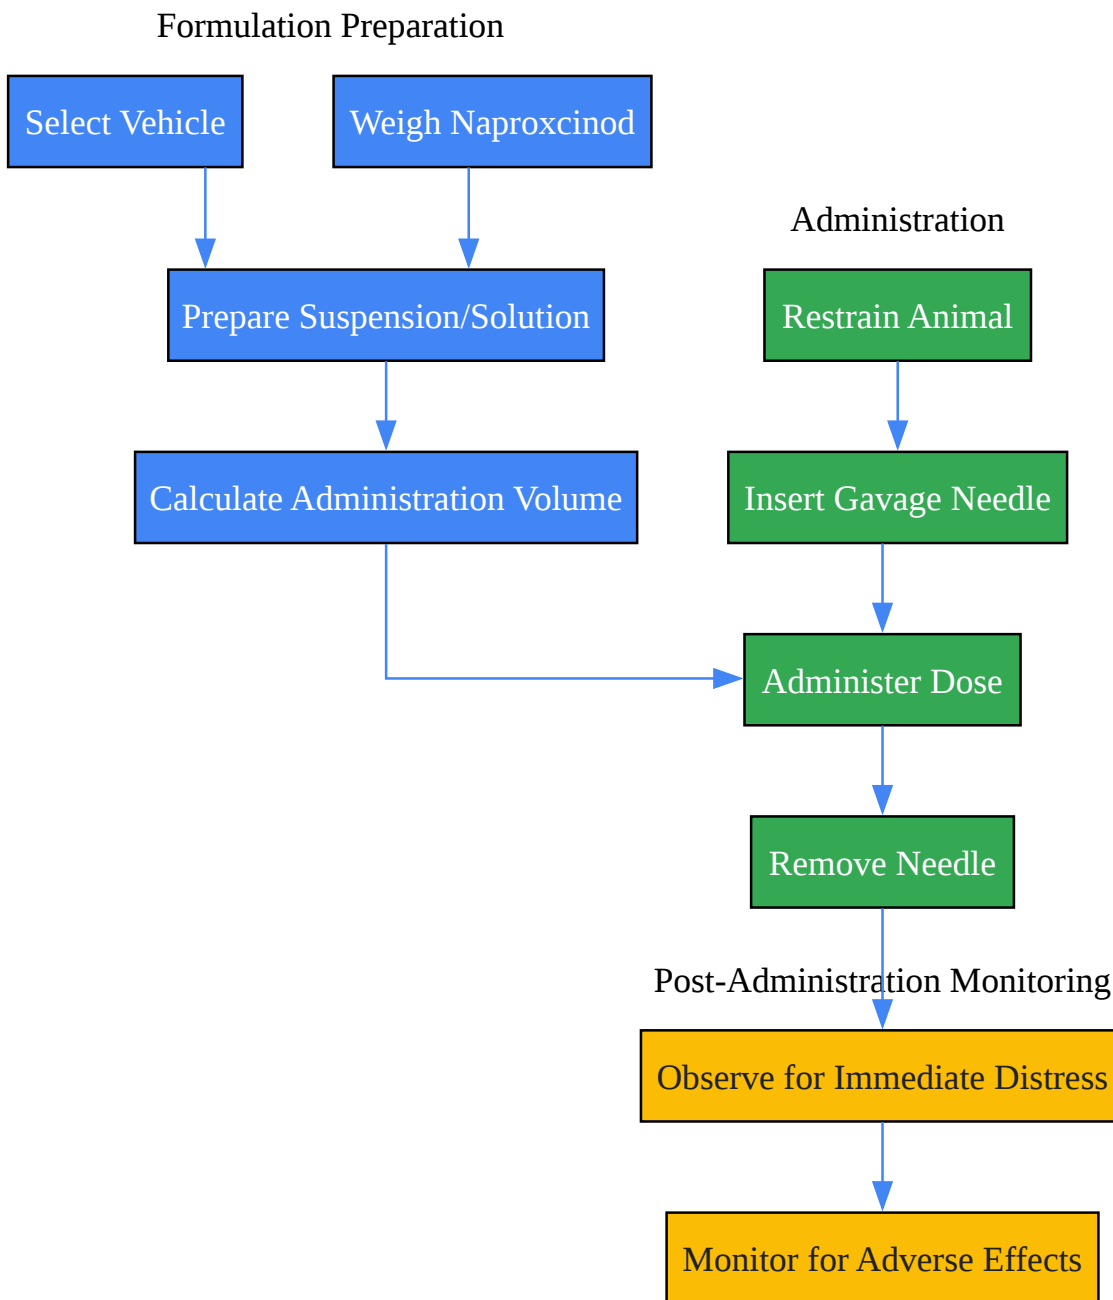 Formulation Preparation
Select Vehicle
Weigh Naproxcinod
Administration
Prepare Suspension/Solution
Restrain Animal
Calculate Administration Volume
Insert Gavage Needle
Administer Dose
Remove Needle
Post-Administration Monitoring
Observe for Immediate Distress
Monitor for Adverse Effects